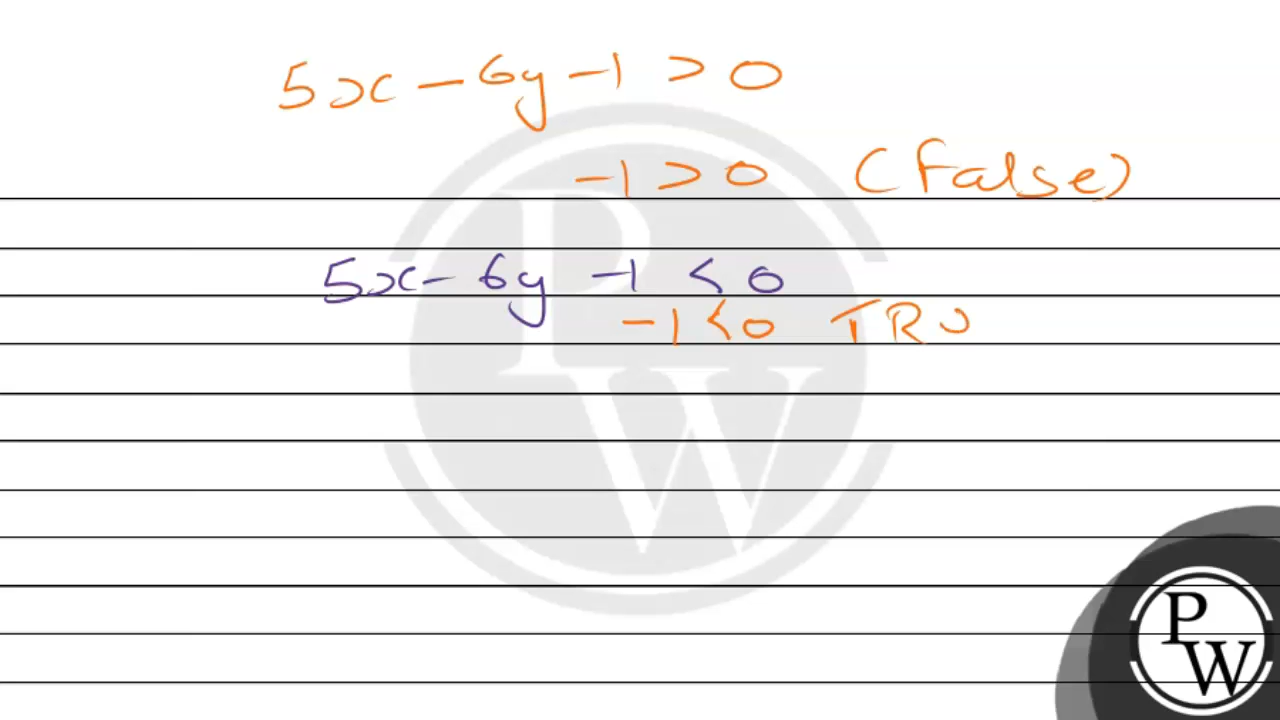 5x - 6y - 1 > 0
-1 > 0 (False)
5x - 6y - 1 < 0
-1 < 0 TRU
P
W
P
W